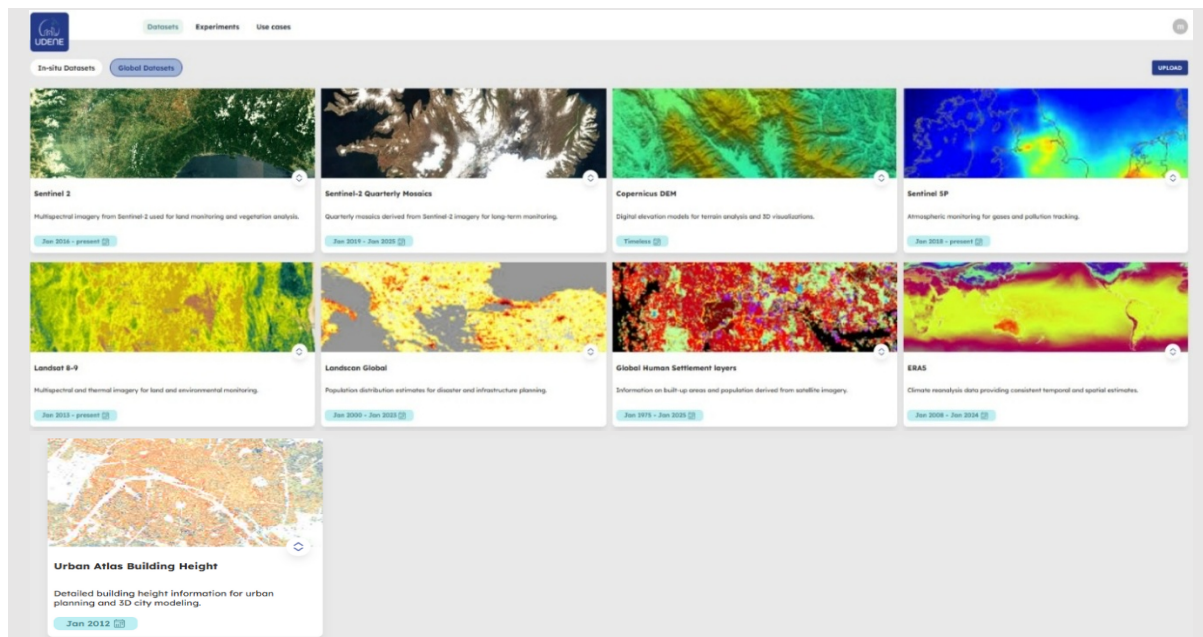 UDENE
Datasets Experiments Use cases
In-situ Datasets Global Datasets
UPLOAD
Sentinel 2
Multispectral imagery from Sentinel-2 used for land monitoring and vegetation analysis.
Jan 2016 - present
Sentinel-2 Quarterly Mosaics
Quarterly mosaics derived from Sentinel-2 imagery for long-term monitoring.
Jan 2019 - Jan 2025
Copernicus DEM
Digital elevation models for terrain analysis and 3D visualizations.
Timeless
Sentinel 5P
Atmospheric monitoring for gases and pollution tracking.
Jan 2018 - present
Landsat 8-9
Multispectral and thermal imagery for land and environmental monitoring.
Jan 2013 - present
Landscan Global
Population distribution estimates for disaster and infrastructure planning.
Jan 2000 - Jan 2023
Global Human Settlement layers
Information on built-up areas and population derived from satellite imagery.
Jan 1975 - Jan 2025
ERA5
Climate reanalysis data providing consistent temporal and spatial estimates.
Jan 2008 - Jan 2024
Urban Atlas Building Height
Detailed building height information for urban
planning and 3D city modeling.
Jan 2012